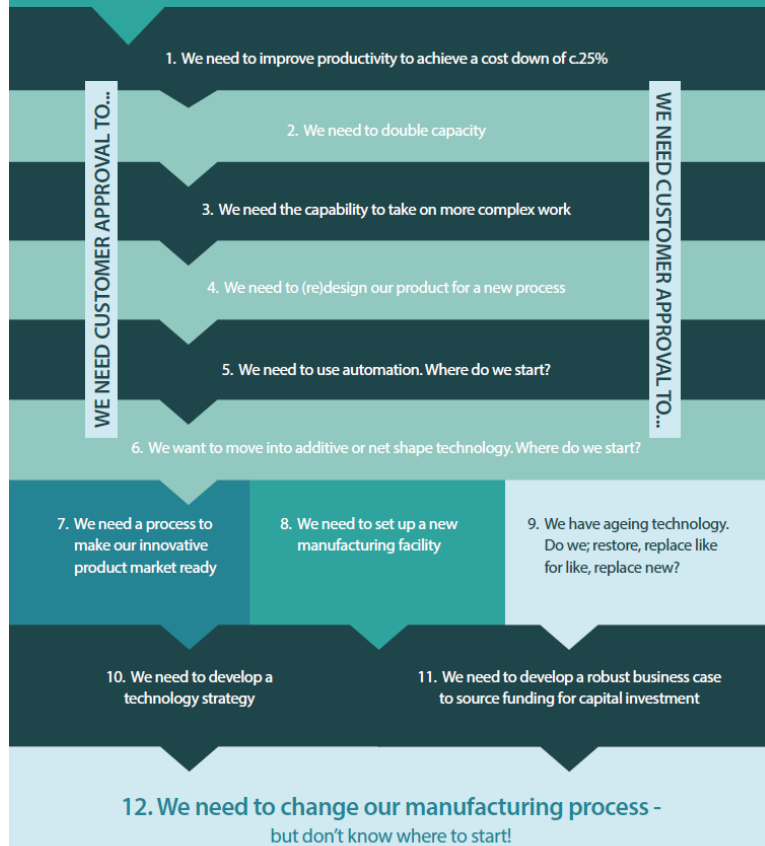 1. We need to improve productivity to achieve a cost down of c.25%
WE NEED CUSTOMER APPROVAL TO...
WE NEED CUSTOMER APPROVAL TO...
2. We need to double capacity
3. We need the capability to take on more complex work
4. We need to (re)design our product for a new process
5. We need to use automation. Where do we start?
6. We want to move into additive or net shape technology. Where do we start?
7. We need a process to
make our innovative
product market ready
8. We need to set up a new
manufacturing facility
9. We have ageing technology.
Do we; restore, replace like
for like, replace new?
10. We need to develop a
technology strategy
11. We need to develop a robust business case
to source funding for capital investment
12. We need to change our manufacturing process -
but don't know where to start!